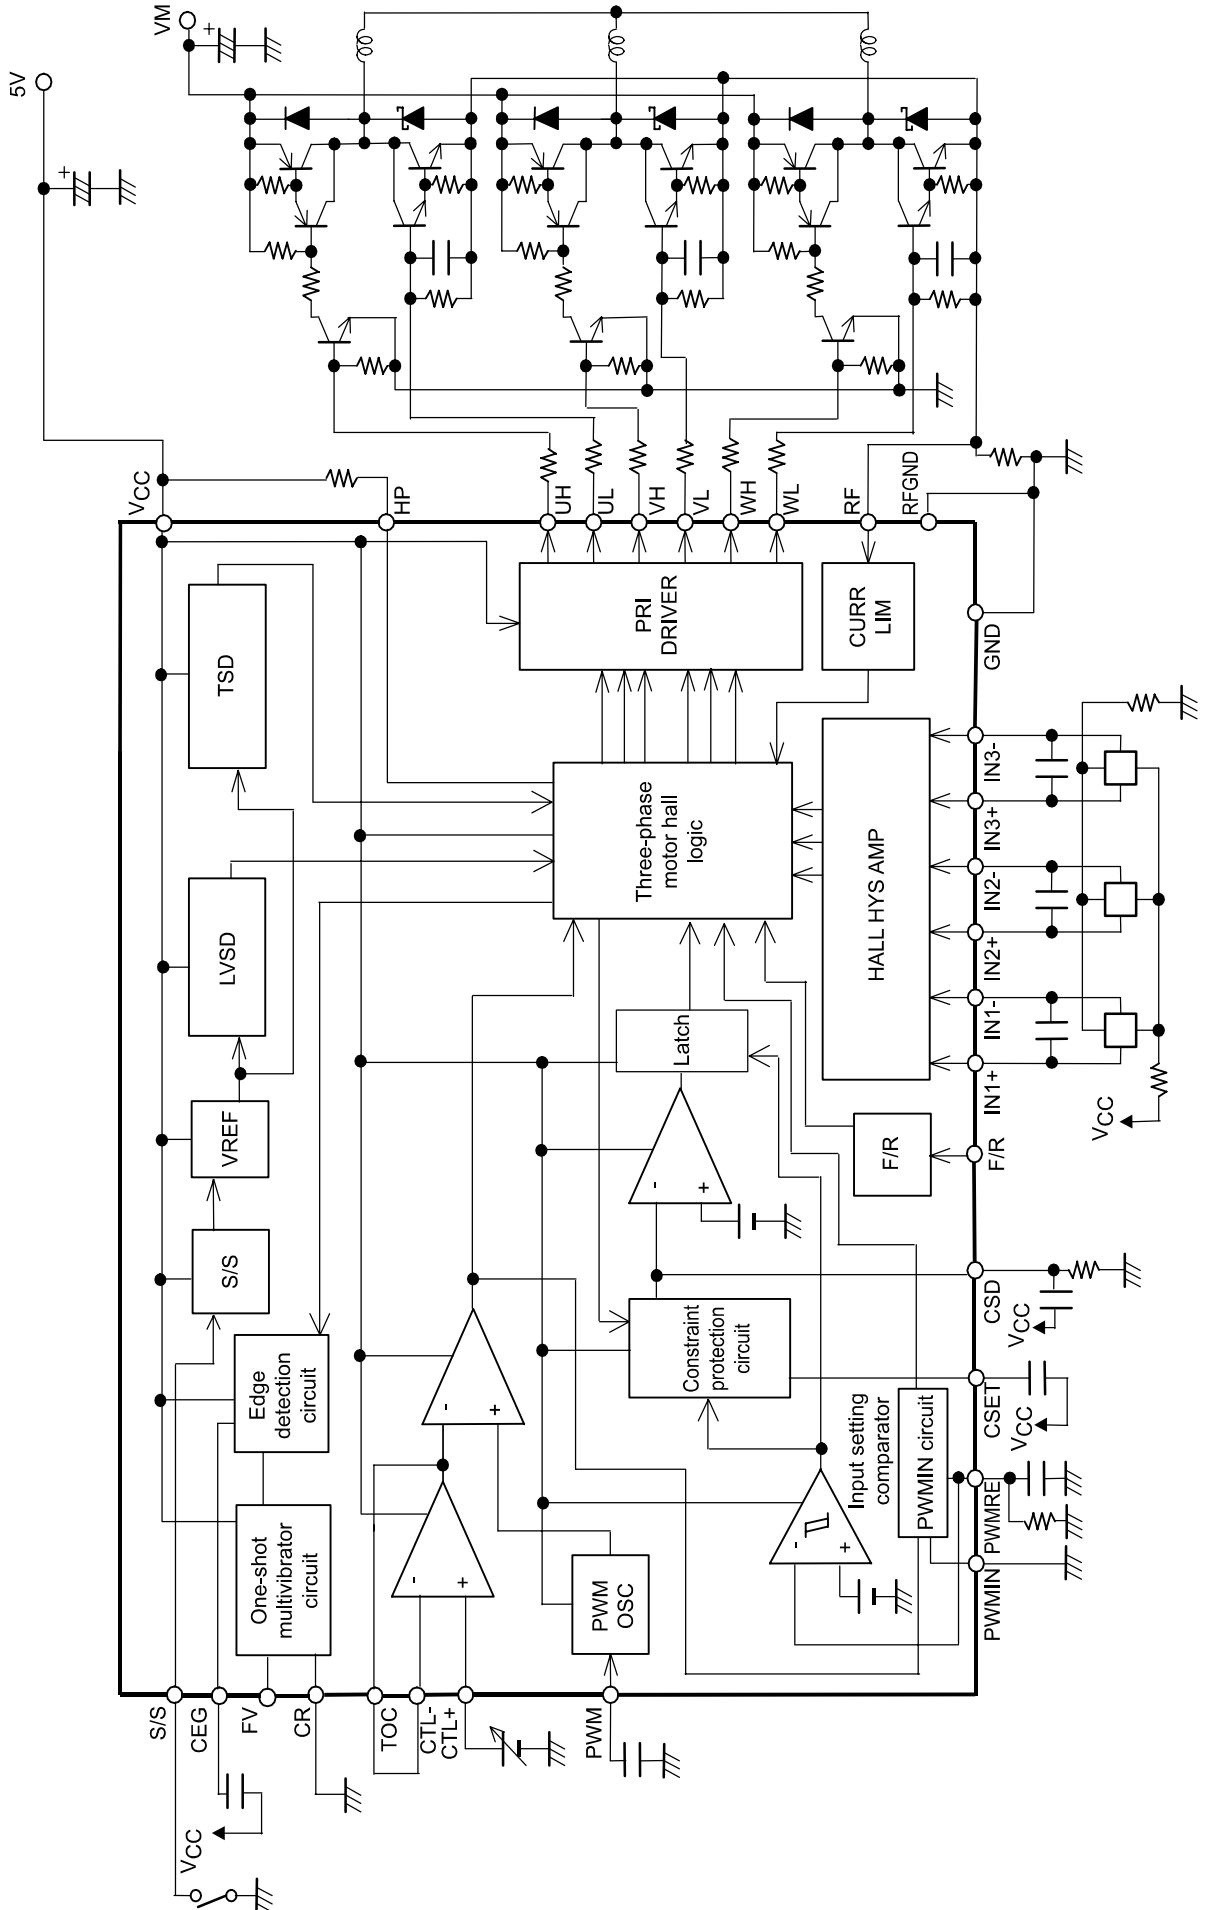 5V
VM
VCC
HP
UH
UL
VH
VL
WH
WL
RF
RFGND
TSD
PRI
DRIVER
CURR
LIM
GND
LVSD
Three-phase
motor hall
logic
HALL HYS AMP
IN3-
IN3+
IN2-
IN2+
IN1-
IN1+
VCC
VREF
Latch
-
+
F/R
F/R
S/S
Edge
detection
circuit
-
+
Constraint
protection
circuit
CSD
VCC
CSET
VCC
One-shot
multivibrator
circuit
-
+
PWM
OSC
Input setting
comparator
-
+
PWMIN circuit
PWMRE
PWMIN
S/S
CEG
FV
CR
TOC
CTL-
CTL+
PWM
VCC
+
+